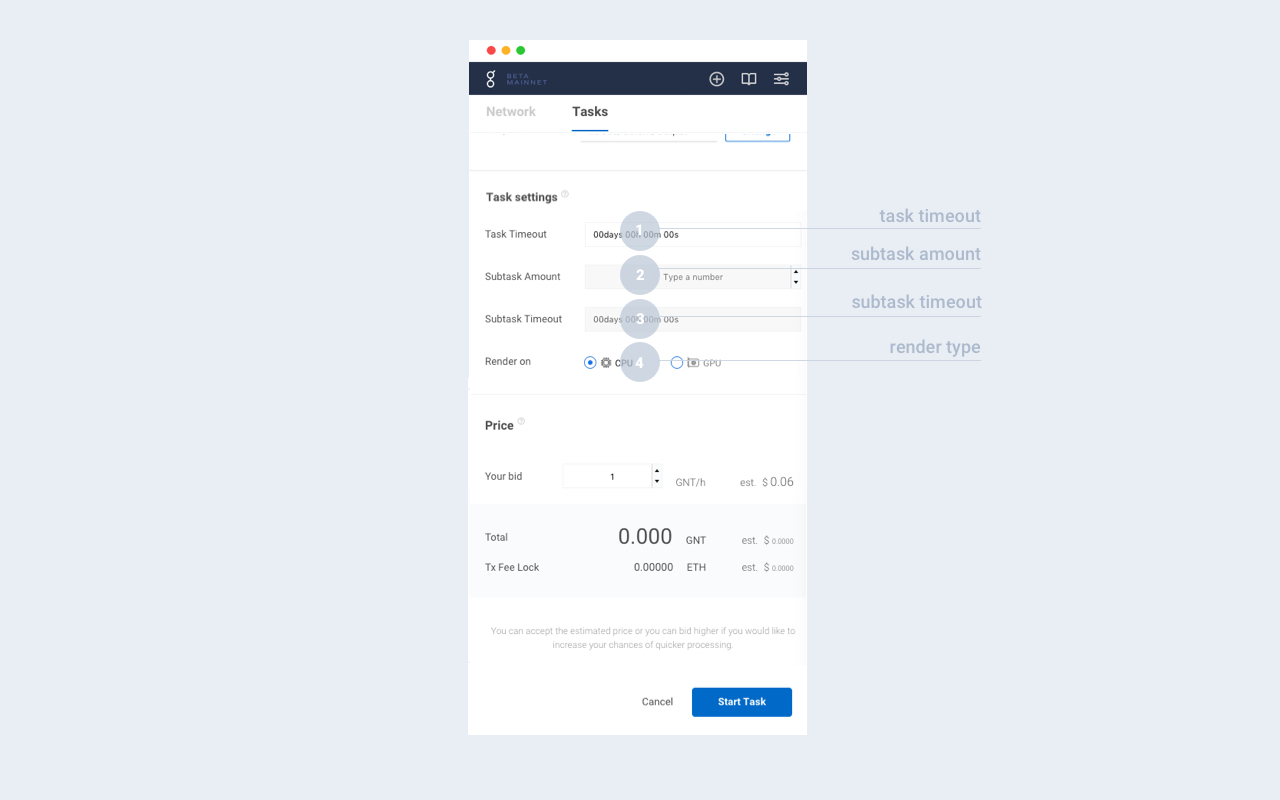 BETA
MAINNET
Network Tasks
Task settings
task timeout
Task Timeout 00days 00h 00m 00s
1
subtask amount
Subtask Amount Type a number
2
subtask timeout
Subtask Timeout 00days 00h 00m 00s
3
render type
Render on CPU GPU
4
Price
Your bid 1 GNT/h est. $ 0.06
Total 0.000 GNT est. $ 0.0000
Tx Fee Lock 0.00000 ETH est. $ 0.0000
You can accept the estimated price or you can bid higher if you would like to
increase your chances of quicker processing.
Cancel Start Task